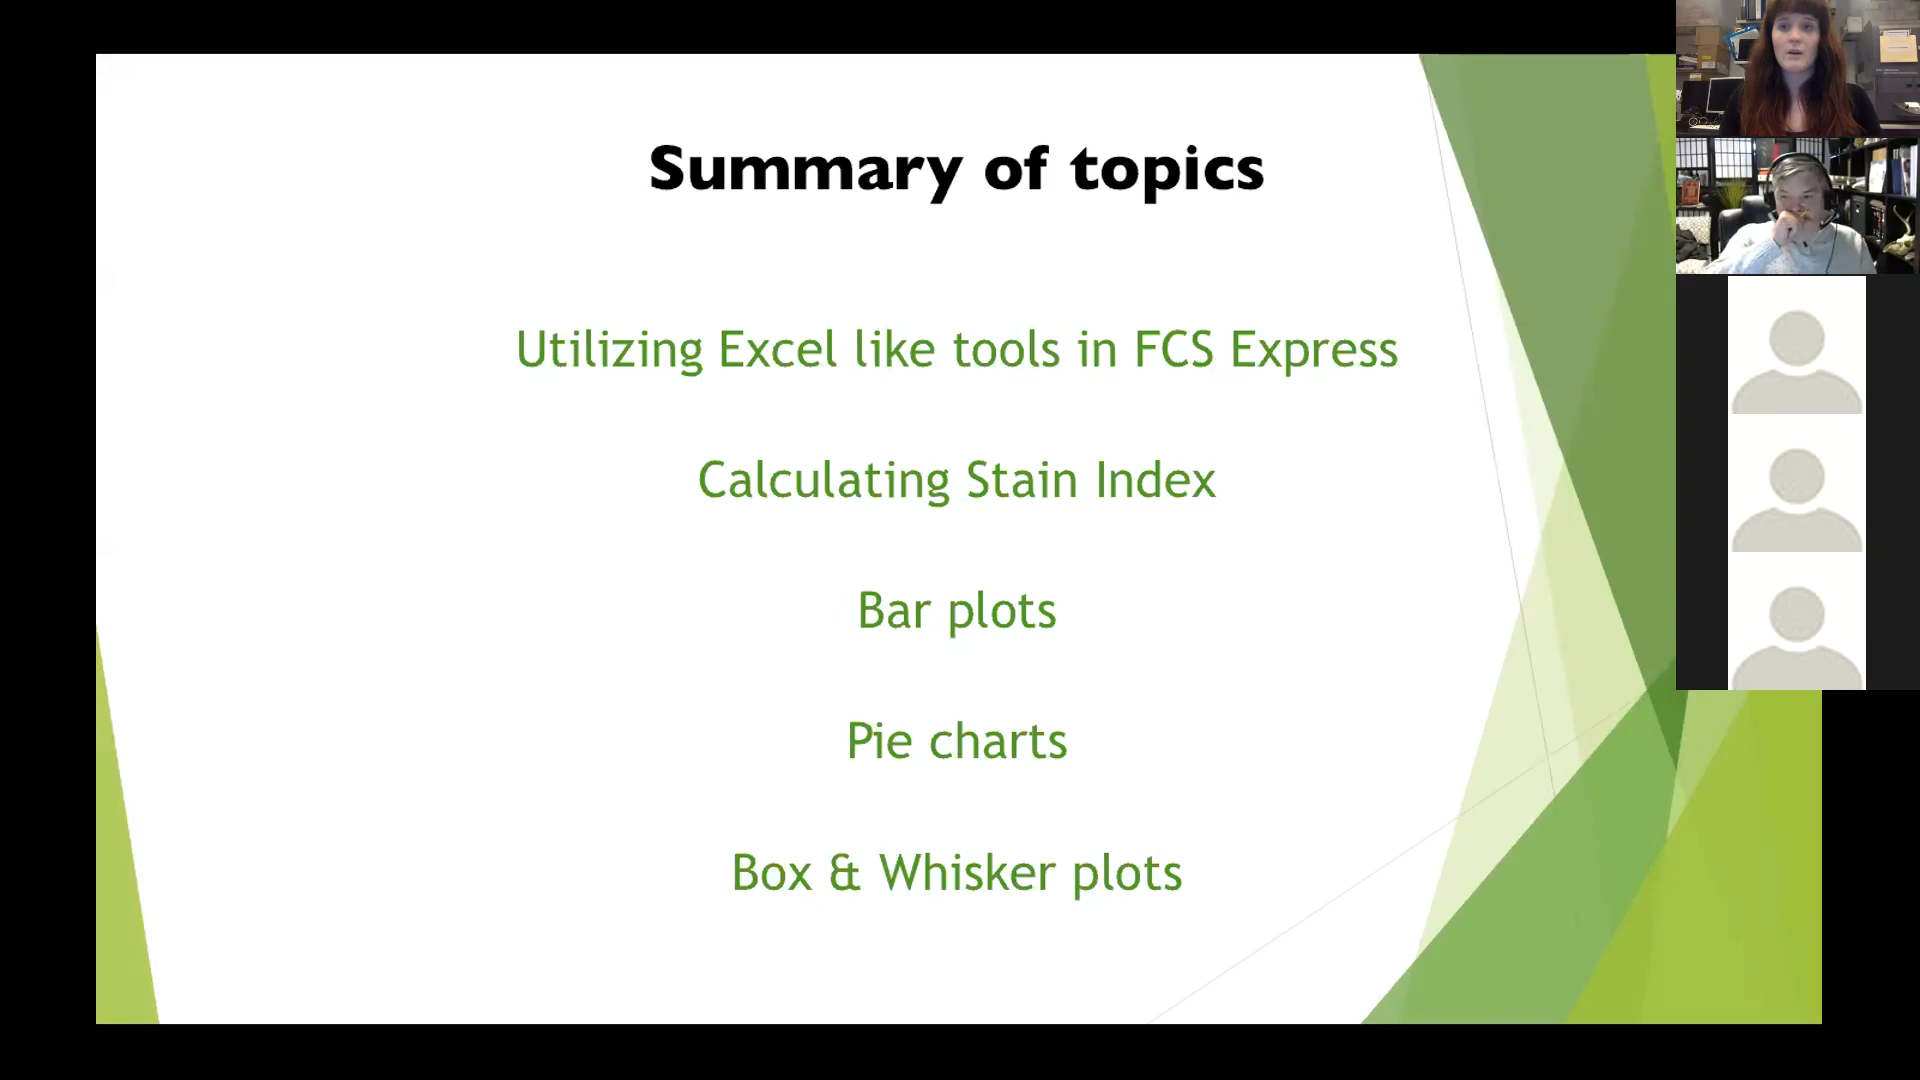 Summary of topics
Utilizing Excel like tools in FCS Express
Calculating Stain Index
Bar plots
Pie charts
Box & Whisker plots